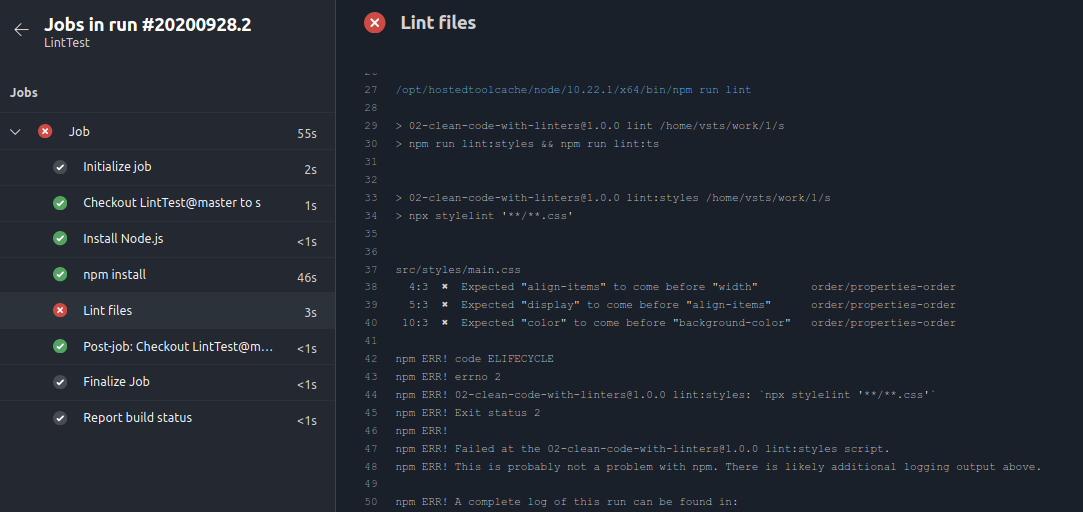 Jobs in run #20200928.2
LintTest
Jobs
Job 55s
Initialize job 2s
Checkout LintTest@master to s 1s
Install Node.js <1s
npm install 46s
Lint files 3s
Post-job: Checkout LintTest@m... <1s
Finalize Job <1s
Report build status <1s
Lint files
27 /opt/hostedtoolcache/node/10.22.1/x64/bin/npm run lint
28
29 > 02-clean-code-with-linters@1.0.0 lint /home/vsts/work/1/s
30 > npm run lint:styles && npm run lint:ts
31
32
33 > 02-clean-code-with-linters@1.0.0 lint:styles /home/vsts/work/1/s
34 > npx stylelint '**/**.css'
35
36
37 src/styles/main.css
38 4:3 ✖ Expected "align-items" to come before "width" order/properties-order
39 5:3 ✖ Expected "display" to come before "align-items" order/properties-order
40 10:3 ✖ Expected "color" to come before "background-color" order/properties-order
41
42 npm ERR! code ELIFECYCLE
43 npm ERR! errno 2
44 npm ERR! 02-clean-code-with-linters@1.0.0 lint:styles: `npx stylelint '**/**.css'`
45 npm ERR! Exit status 2
46 npm ERR!
47 npm ERR! Failed at the 02-clean-code-with-linters@1.0.0 lint:styles script.
48 npm ERR! This is probably not a problem with npm. There is likely additional logging output above.
49
50 npm ERR! A complete log of this run can be found in: